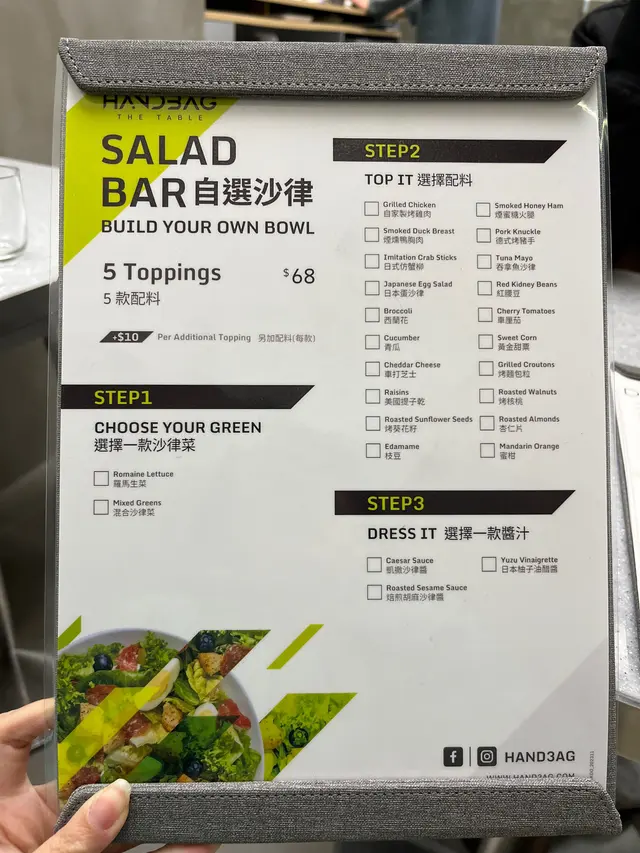 HANDBAG
THE TABLE
SALAD
BAR自選沙律
BUILD YOUR OWN BOWL
5 Toppings $68
5 款配料
+$10 Per Additional Topping 另加配料(每款)
STEP1
CHOOSE YOUR GREEN
選擇一款沙律菜
Romaine Lettuce
羅馬生菜
Mixed Greens
混合沙律菜
STEP2
TOP IT 選擇配料
Grilled Chicken
自家製烤雞肉
Smoked Duck Breast
煙燻鴨胸肉
Imitation Crab Sticks
日式仿蟹柳
Japanese Egg Salad
日本蛋沙律
Broccoli
西蘭花
Cucumber
青瓜
Cheddar Cheese
車打芝士
Raisins
美國提子乾
Roasted Sunflower Seeds
烤葵花籽
Edamame
枝豆
Smoked Honey Ham
煙蜜糖火腿
Pork Knuckle
德式烤豬手
Tuna Mayo
吞拿魚沙律
Red Kidney Beans
紅腰豆
Cherry Tomatoes
車厘茄
Sweet Corn
黃金甜粟
Grilled Croutons
烤麵包粒
Roasted Walnuts
烤核桃
Roasted Almonds
杏仁片
Mandarin Orange
蜜柑
STEP3
DRESS IT 選擇一款醬汁
Caesar Sauce
凱撒沙律醬
Yuzu Vinaigrette
日本柚子油醋醬
Roasted Sesame Sauce
焙煎胡麻沙律醬
HAND3AG
WWW.HAND3AG.COM